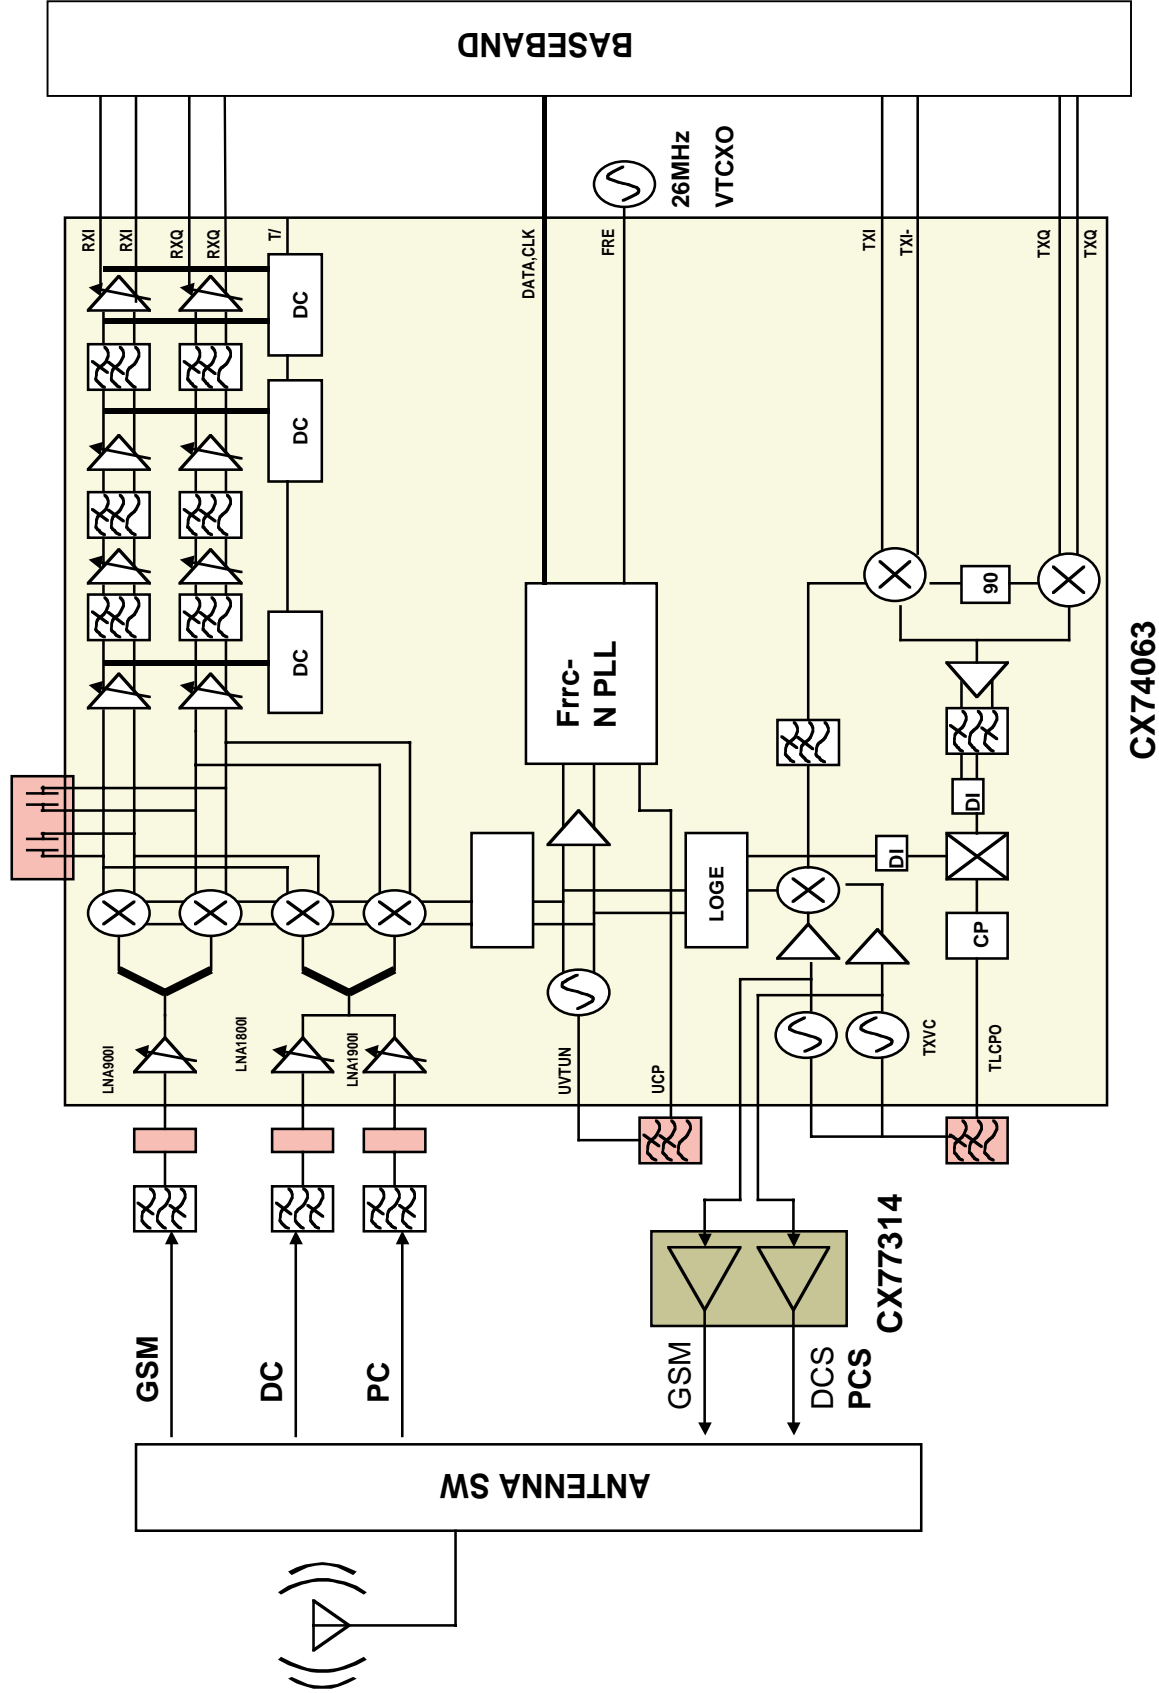 BASEBAND
RXI
RXI
RXQ
RXQ
T/
DATA,CLK
FRE
26MHz
VTCXO
TXI
TXI-
TXQ
TXQ
DC
DC
DC
Frrc-
N PLL
90
DI
DI
LOGE
CP
CX74063
LNA900I
LNA1800I
LNA1900I
UVTUN
UCP
TXVC
TLCPO
GSM
DC
PC
CX77314
GSM
DCS
PCS
ANTENNA SW